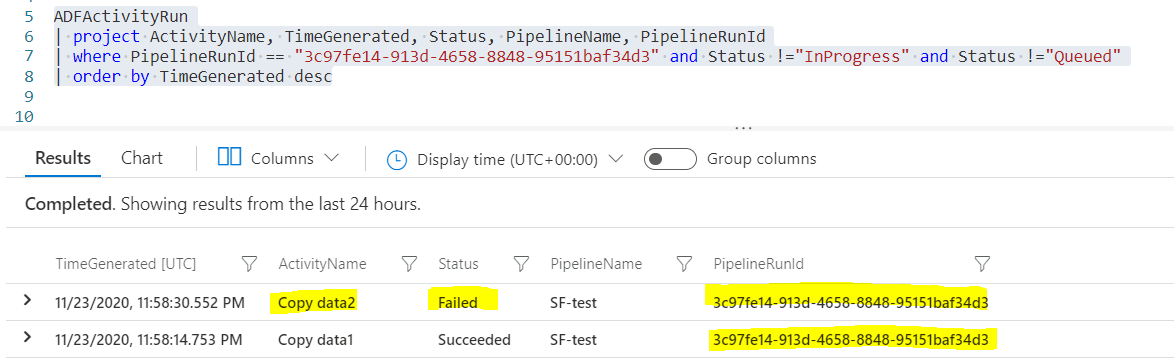 5 ADFActivityRun
6 | project ActivityName, TimeGenerated, Status, PipelineName, PipelineRunId
7 | where PipelineRunId == "3c97fe14-913d-4658-8848-95151baf34d3" and Status !="InProgress" and Status !="Queued"
8 | order by TimeGenerated desc
9
10
...
Results Chart Columns Display time (UTC+00:00) Group columns
Completed. Showing results from the last 24 hours.
TimeGenerated [UTC] ActivityName Status PipelineName PipelineRunId
11/23/2020, 11:58:30.552 PM Copy data2 Failed SF-test 3c97fe14-913d-4658-8848-95151baf34d3
11/23/2020, 11:58:14.753 PM Copy data1 Succeeded SF-test 3c97fe14-913d-4658-8848-95151baf34d3